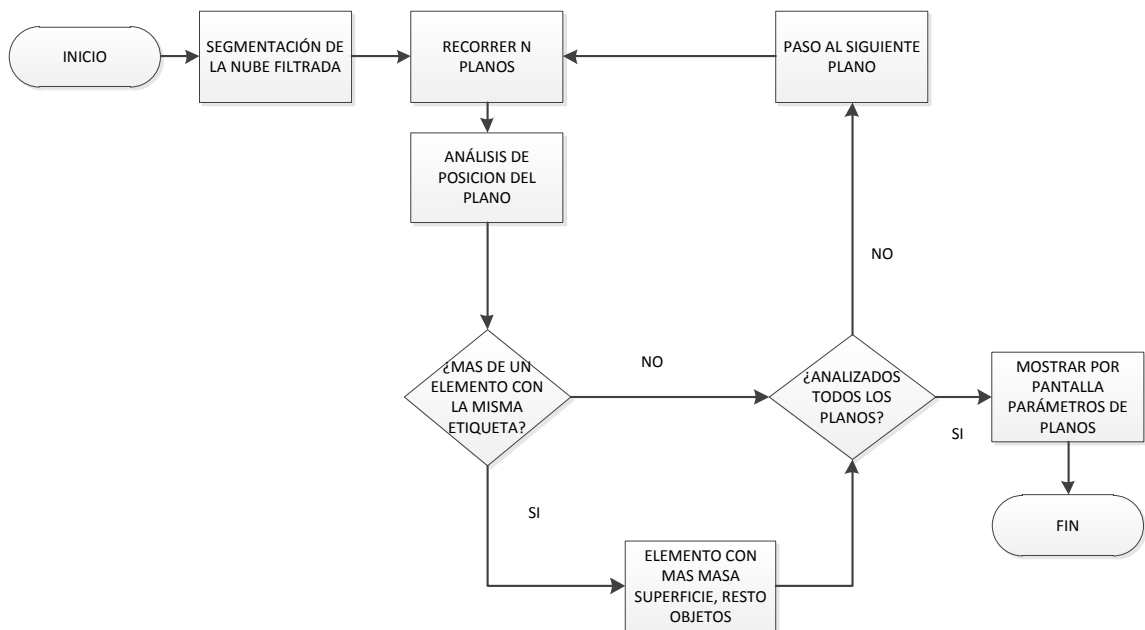 INICIO
SEGMENTACIÓN DE
LA NUBE FILTRADA
RECORRER N
PLANOS
PASO AL SIGUIENTE
PLANO
ANÁLISIS DE
POSICION DEL
PLANO
NO
¿MAS DE UN
ELEMENTO CON
LA MISMA
ETIQUETA?
NO
¿ANALIZADOS
TODOS LOS
PLANOS?
SI
MOSTRAR POR
PANTALLA
PARÁMETROS DE
PLANOS
SI
ELEMENTO CON
MAS MASA
SUPERFICIE, RESTO
OBJETOS
FIN